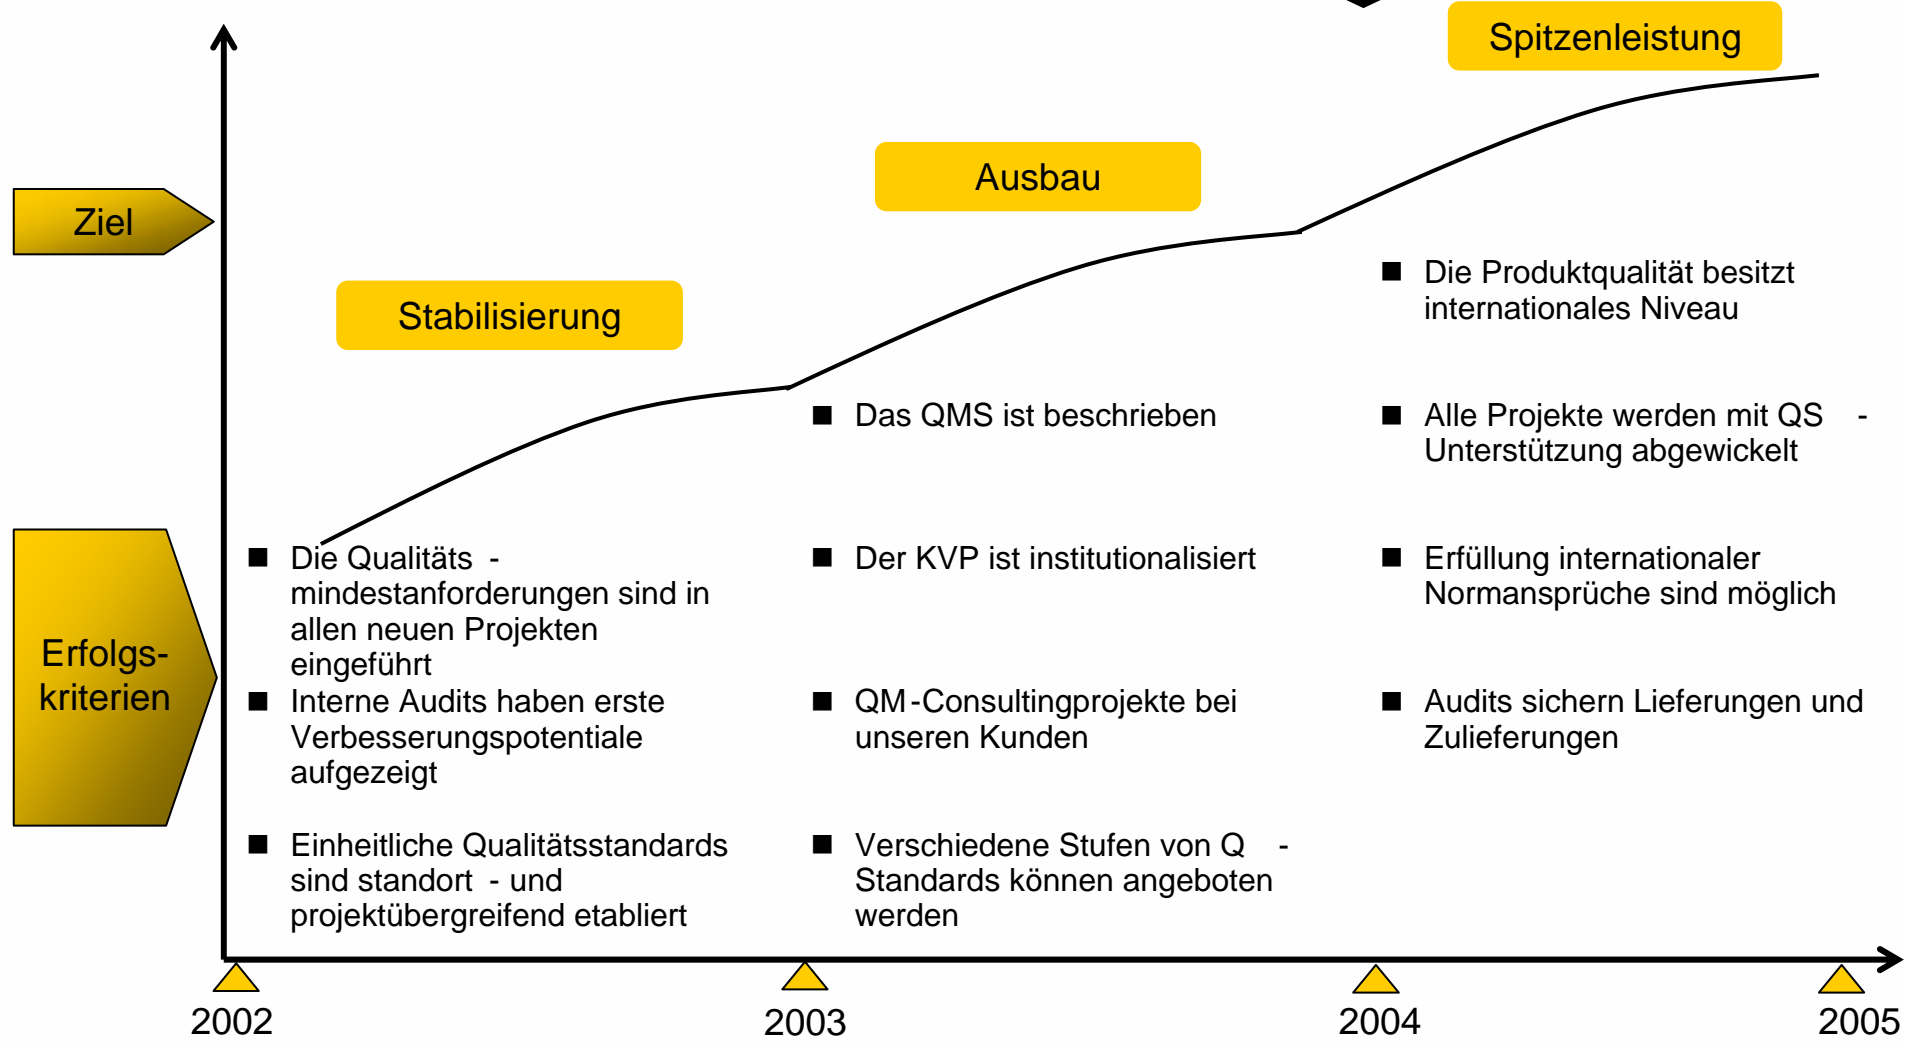 Spitzenleistung
Ausbau
Ziel
Stabilisierung
Die Produktqualität besitzt
internationales Niveau
Das QMS ist beschrieben
Alle Projekte werden mit QS -
Unterstützung abgewickelt
Erfolgs-
kriterien
Die Qualitäts -
mindestanforderungen sind in
allen neuen Projekten
eingeführt
Interne Audits haben erste
Verbesserungspotentiale
aufgezeigt
Einheitliche Qualitätsstandards
sind standort - und
projektübergreifend etabliert
Der KVP ist institutionalisiert
QM-Consultingprojekte bei
unseren Kunden
Verschiedene Stufen von Q -
Standards können angeboten
werden
Erfüllung internationaler
Normansprüche sind möglich
Audits sichern Lieferungen und
Zulieferungen
2002
2003
2004
2005